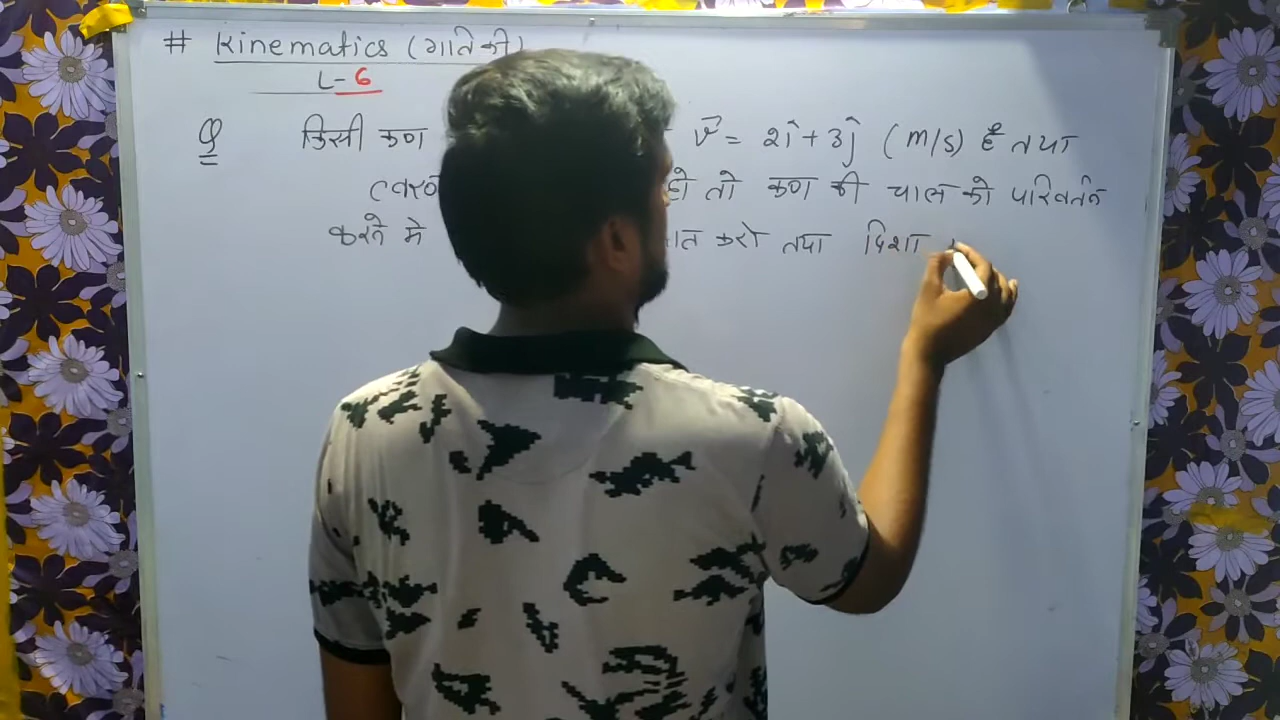 # Kinematics (गतिकी)
L-6
Q किसी कण v⃗ = 2î + 3ĵ (m/s) है तथा
त्वरण हो तो कण की चाल को परिवर्तन
करने मे करो तथा दिशा